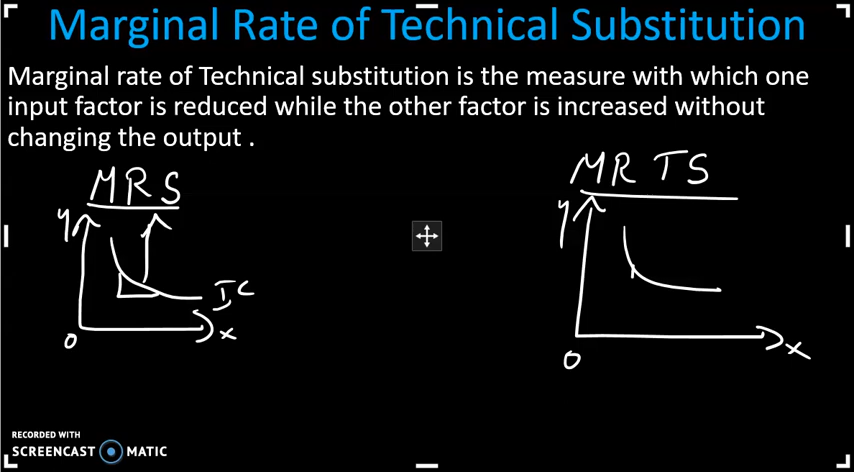 Marginal Rate of Technical Substitution
Marginal rate of Technical substitution is the measure with which one
input factor is reduced while the other factor is increased without
changing the output .
MRS
MRTS
y
y
IC
x
0
x
0
RECORDED WITH
SCREENCAST MATIC